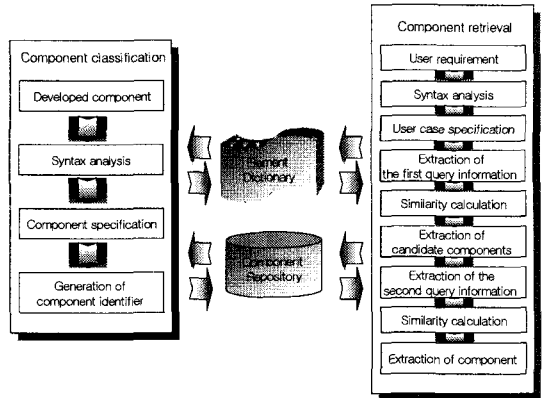 Component classification
Developed component
Syntax analysis
Component specification
Generation of
component identifier
Element
Dictionary
Component
Repository
Component retrieval
User requirement
Syntax analysis
User case specification
Extraction of
the first query information
Similarity calculation
Extraction of
candidate components
Extraction of the
second query information
Similarity calculation
Extraction of component